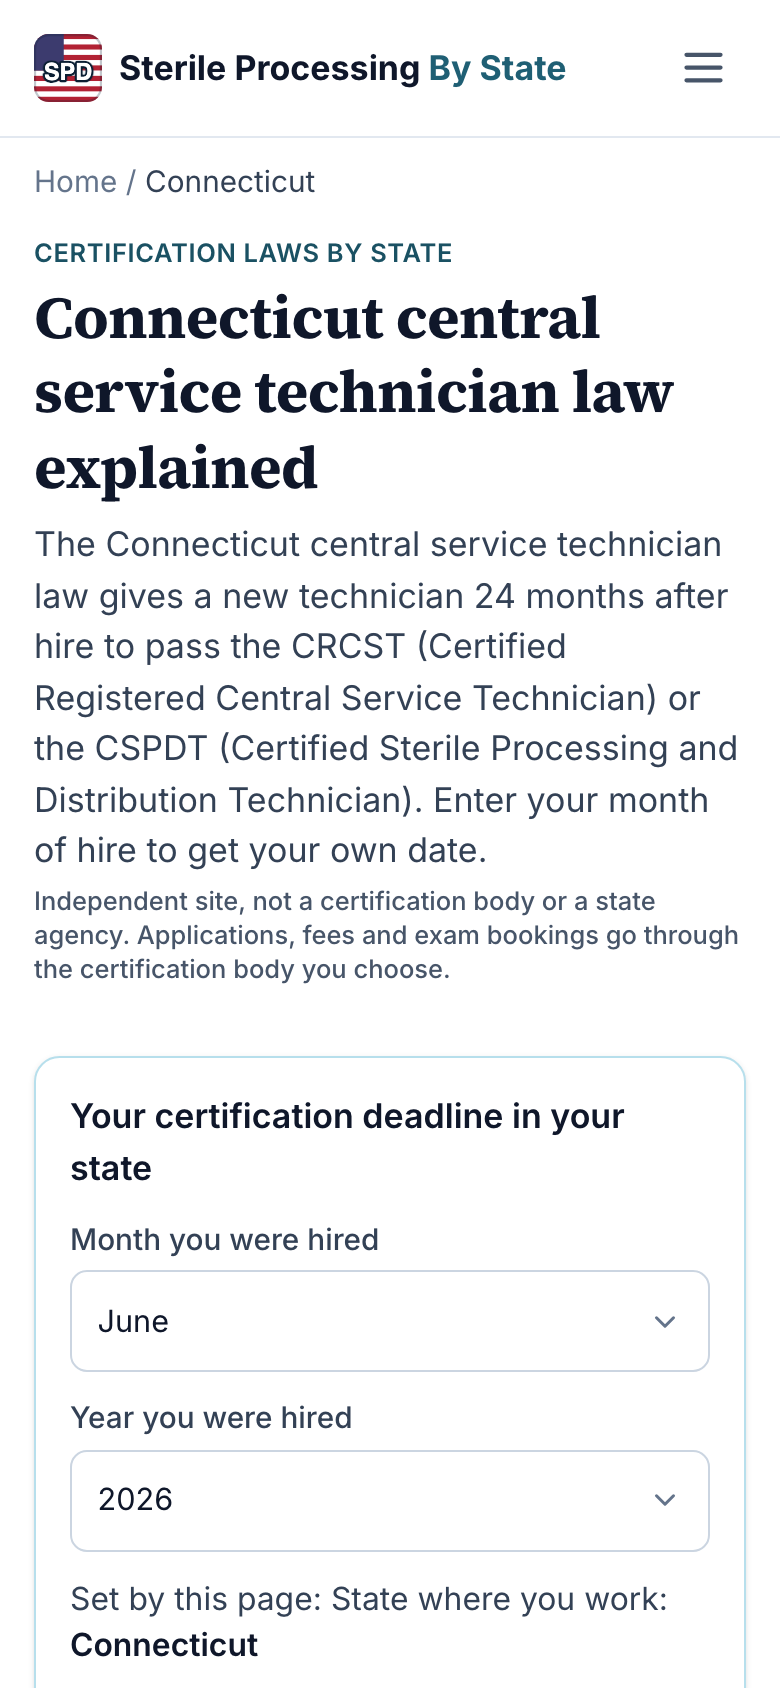 SPD
Sterile Processing By State
Home / Connecticut
CERTIFICATION LAWS BY STATE
Connecticut central
service technician law
explained
The Connecticut central service technician
law gives a new technician 24 months after
hire to pass the CRCST (Certified
Registered Central Service Technician) or
the CSPDT (Certified Sterile Processing and
Distribution Technician). Enter your month
of hire to get your own date.
Independent site, not a certification body or a state
agency. Applications, fees and exam bookings go through
the certification body you choose.
Your certification deadline in your
state
Month you were hired
June
Year you were hired
2026
Set by this page: State where you work:
Connecticut